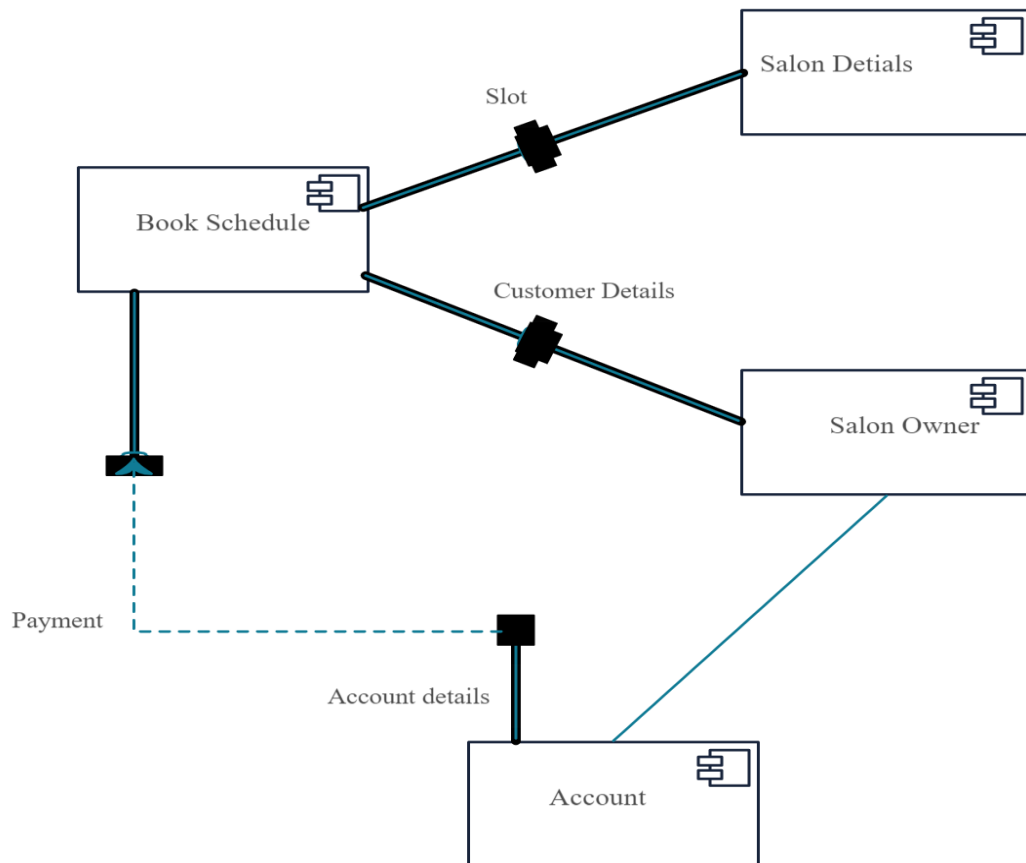 Salon Detials
Slot
Book Schedule
Customer Details
Salon Owner
Payment
Account details
Account